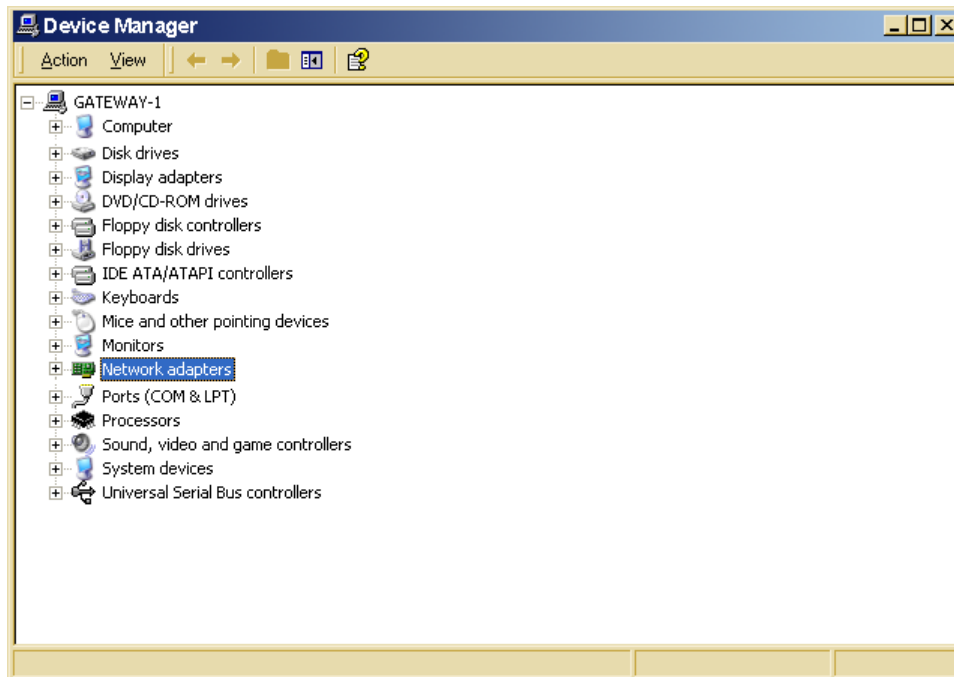 Device Manager
Action View
GATEWAY-1
Computer
Disk drives
Display adapters
DVD/CD-ROM drives
Floppy disk controllers
Floppy disk drives
IDE ATA/ATAPI controllers
Keyboards
Mice and other pointing devices
Monitors
Network adapters
Ports (COM & LPT)
Processors
Sound, video and game controllers
System devices
Universal Serial Bus controllers